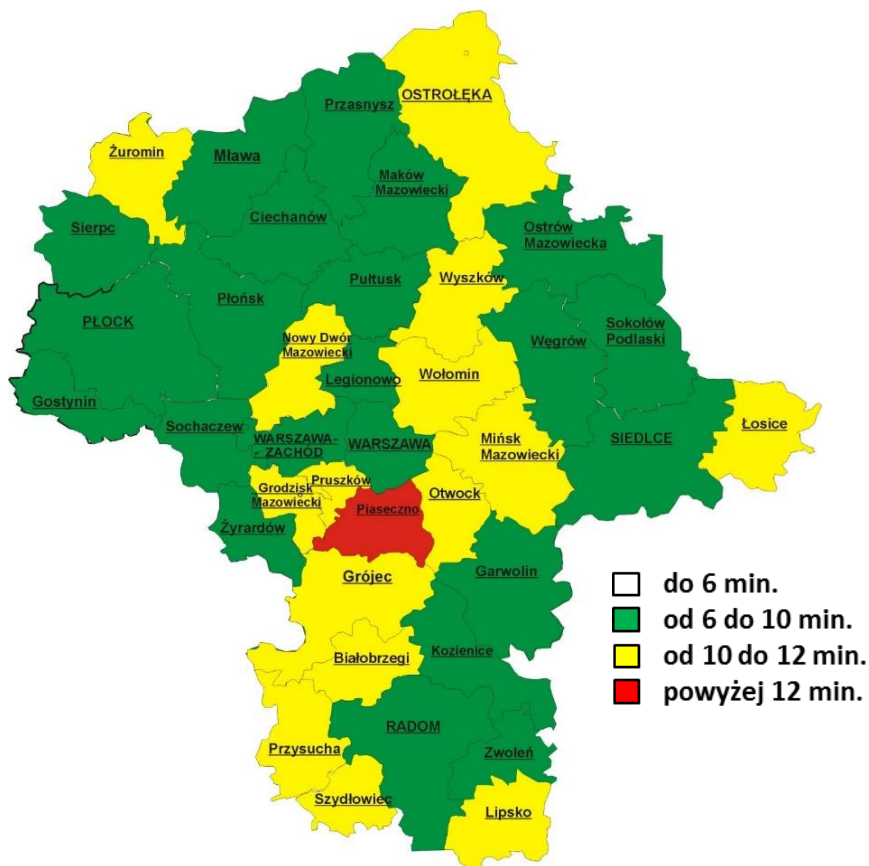 OSTROŁĘKA
Przasnysz
Żuromin
Mława
Maków
Mazowiecki
Ciechanów
Sierpc
Ostrów
Mazowiecka
Pułtusk
Wyszków
Płońsk
PŁOCK
Sokołów
Podlaski
Węgrów
Nowy Dwór
Mazowiecki
Legionowo
Wołomin
Gostynin
Sochaczew
WARSZAWA-
- ZACHÓD
WARSZAWA
Mińsk
Mazowiecki
SIEDLCE
Łosice
Pruszków
Grodzisk
Mazowiecki
Otwock
Piaseczno
Żyrardów
Grójec
Garwolin
Białobrzegi
Kozienice
RADOM
Przysucha
Zwoleń
Szydłowiec
Lipsko
do 6 min.
od 6 do 10 min.
od 10 do 12 min.
powyżej 12 min.